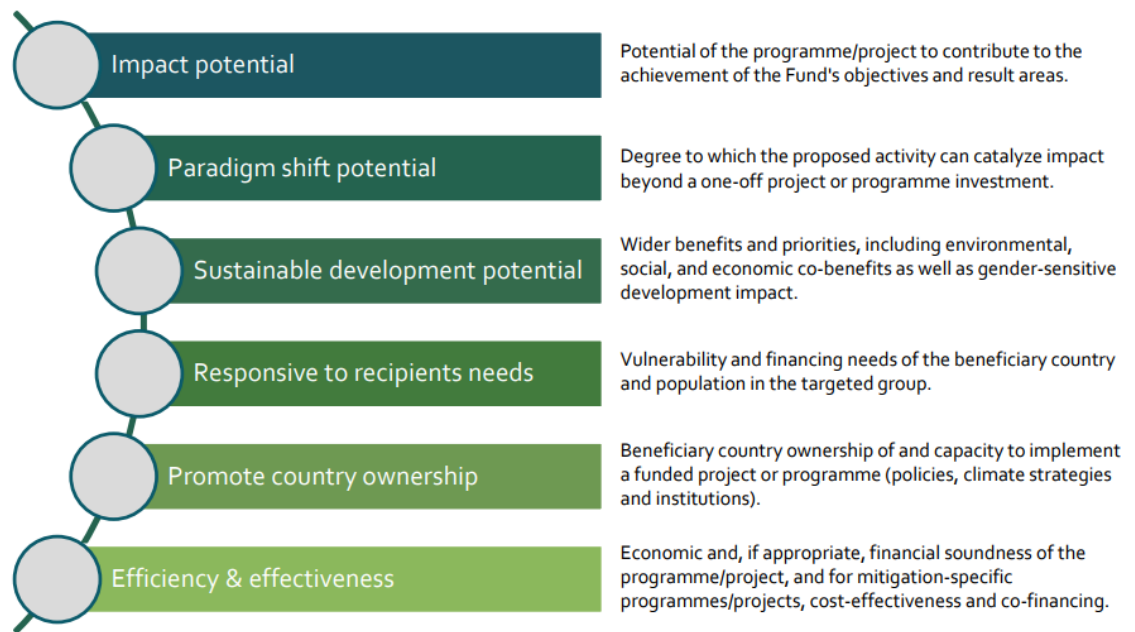 Impact potential
Potential of the programme/project to contribute to the
achievement of the Fund's objectives and result areas.
Paradigm shift potential
Degree to which the proposed activity can catalyze impact
beyond a one-off project or programme investment.
Sustainable development potential
Wider benefits and priorities, including environmental,
social, and economic co-benefits as well as gender-sensitive
development impact.
Responsive to recipients needs
Vulnerability and financing needs of the beneficiary country
and population in the targeted group.
Promote country ownership
Beneficiary country ownership of and capacity to implement
a funded project or programme (policies, climate strategies
and institutions).
Efficiency & effectiveness
Economic and, if appropriate, financial soundness of the
programme/project, and for mitigation-specific
programmes/projects, cost-effectiveness and co-financing.